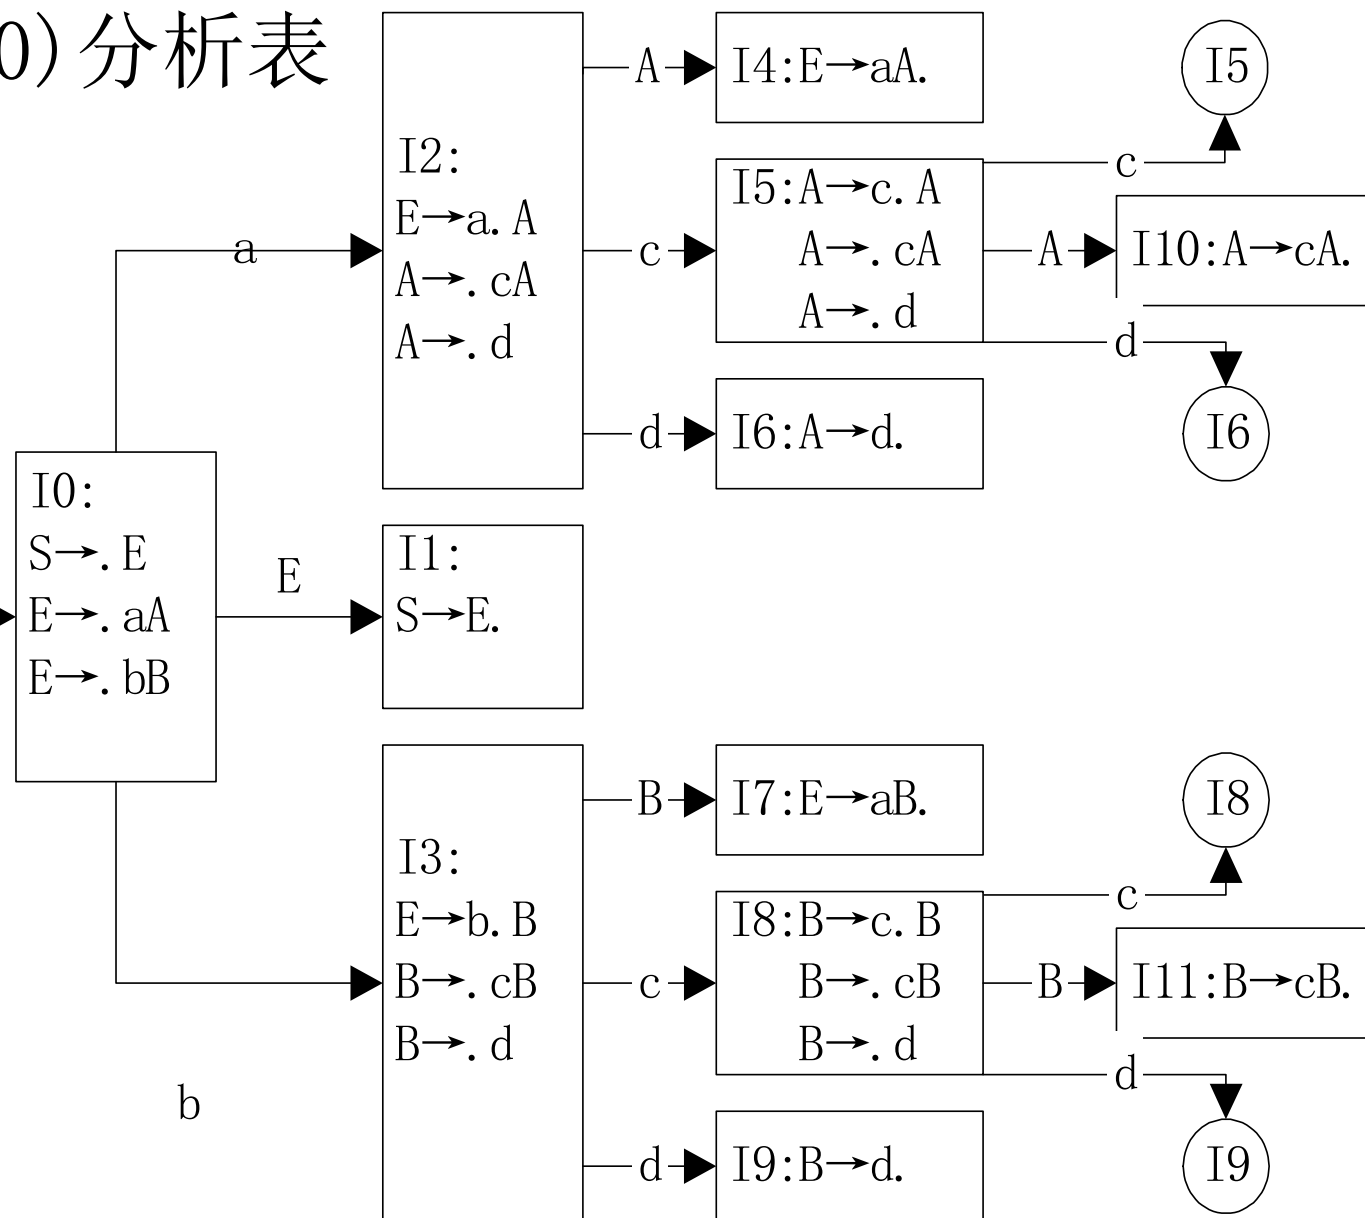 0)分析表
I2:
E→a.A
A→.cA
A→.d
A
I4:E→aA.
c
I5:A→c.A
A→.cA
A→.d
d
I6:A→d.
c
I5
A
I10:A→cA.
d
I6
a
I0:
S→.E
E→.aA
E→.bB
E
I1:
S→E.
b
I3:
E→b.B
B→.cB
B→.d
B
I7:E→aB.
c
I8:B→c.B
B→.cB
B→.d
d
I9:B→d.
c
I8
B
I11:B→cB.
d
I9